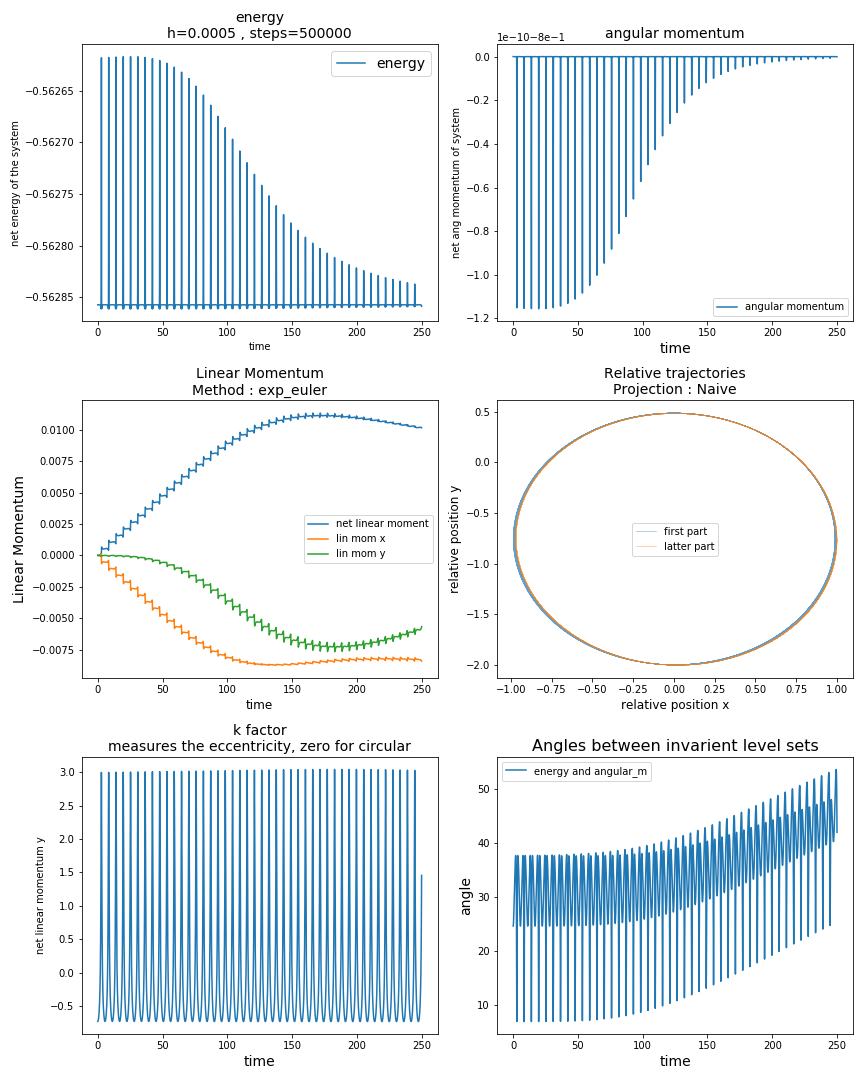 energy
h=0.0005 , steps=500000
net energy of the system
−0.56265
−0.56270
−0.56275
−0.56280
−0.56285
energy
0 50 100 150 200 250
time
angular momentum
1e−10−8e−1
net ang momentum of system
0.0
−0.2
−0.4
−0.6
−0.8
−1.0
−1.2
angular momentum
0 50 100 150 200 250
time
Linear Momentum
Method : exp_euler
Linear Momentum
0.0100
0.0075
0.0050
0.0025
0.0000
−0.0025
−0.0050
−0.0075
net linear moment
lin mom x
lin mom y
0 50 100 150 200 250
time
Relative trajectories
Projection : Naive
relative position y
0.5
0.0
−0.5
−1.0
−1.5
−2.0
first part
latter part
−1.00 −0.75 −0.50 −0.25 0.00 0.25 0.50 0.75 1.00
relative position x
k factor
measures the eccentricity, zero for circular
net linear momentum y
3.0
2.5
2.0
1.5
1.0
0.5
0.0
−0.5
0 50 100 150 200 250
time
Angles between invarient level sets
angle
50
40
30
20
10
energy and angular_m
0 50 100 150 200 250
time